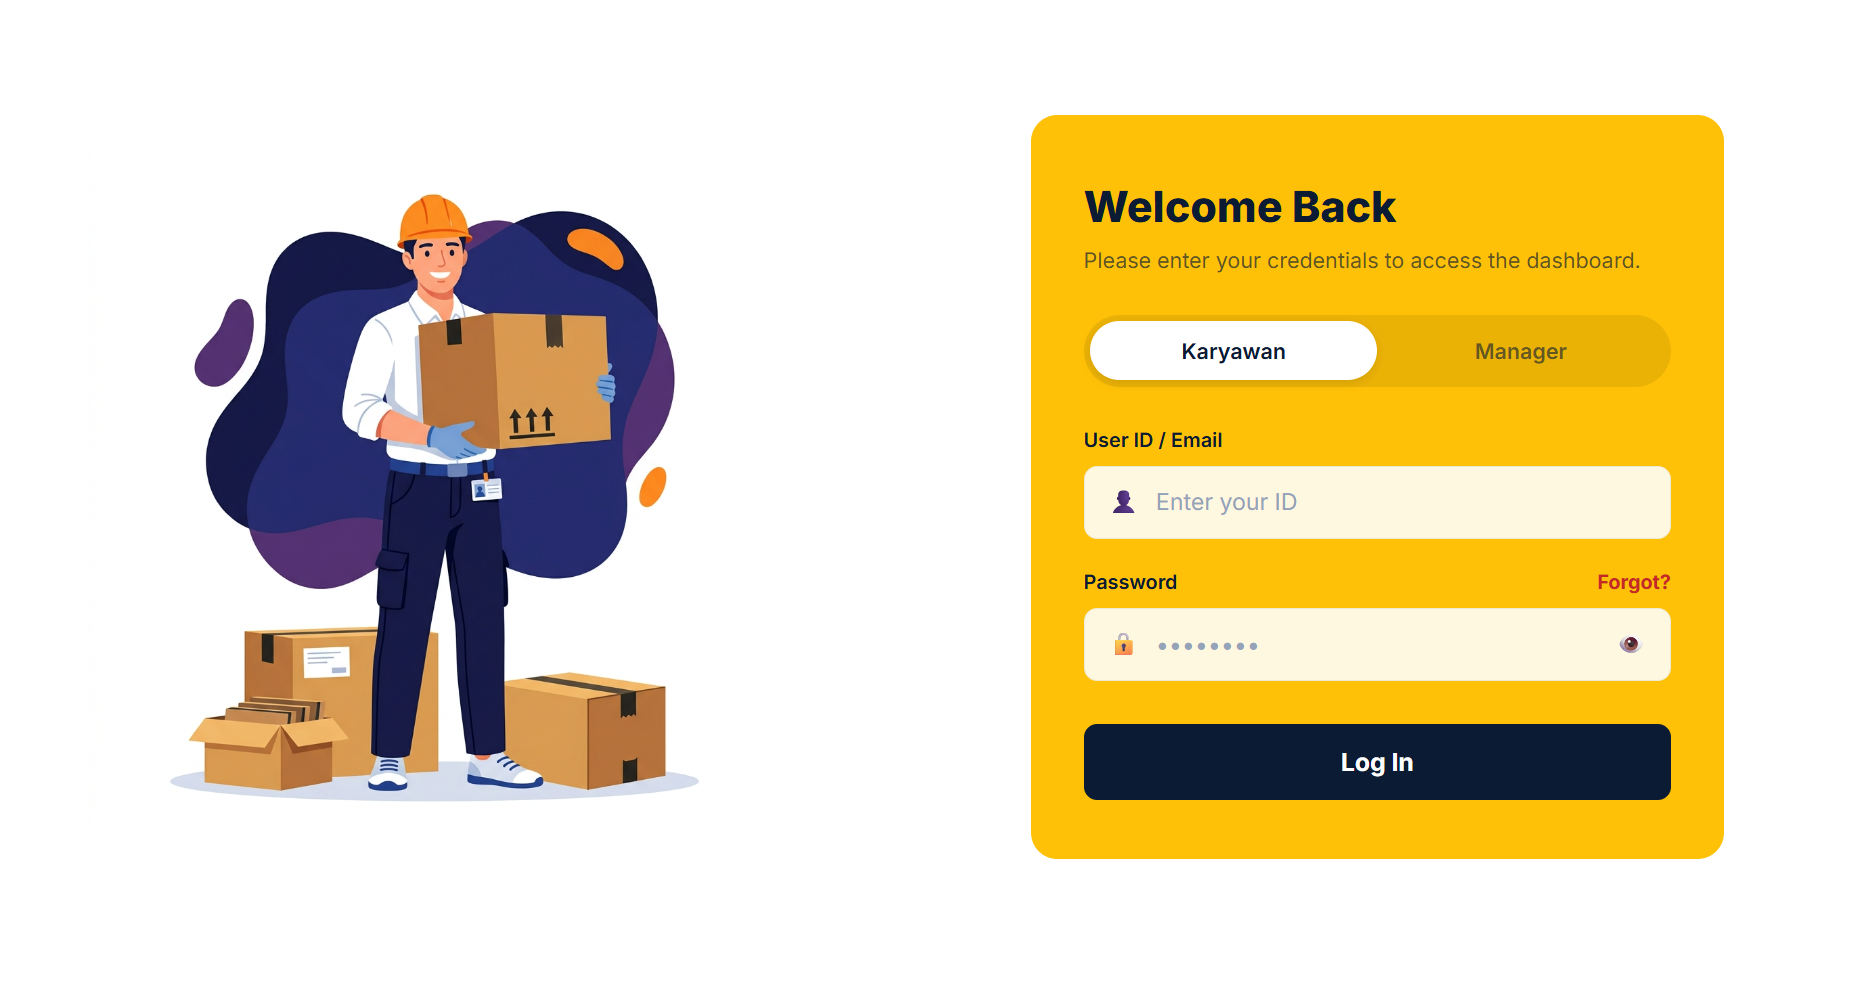 Welcome Back
Please enter your credentials to access the dashboard.
Karyawan
Manager
User ID / Email
Enter your ID
Password
Forgot?
••••••••
Log In